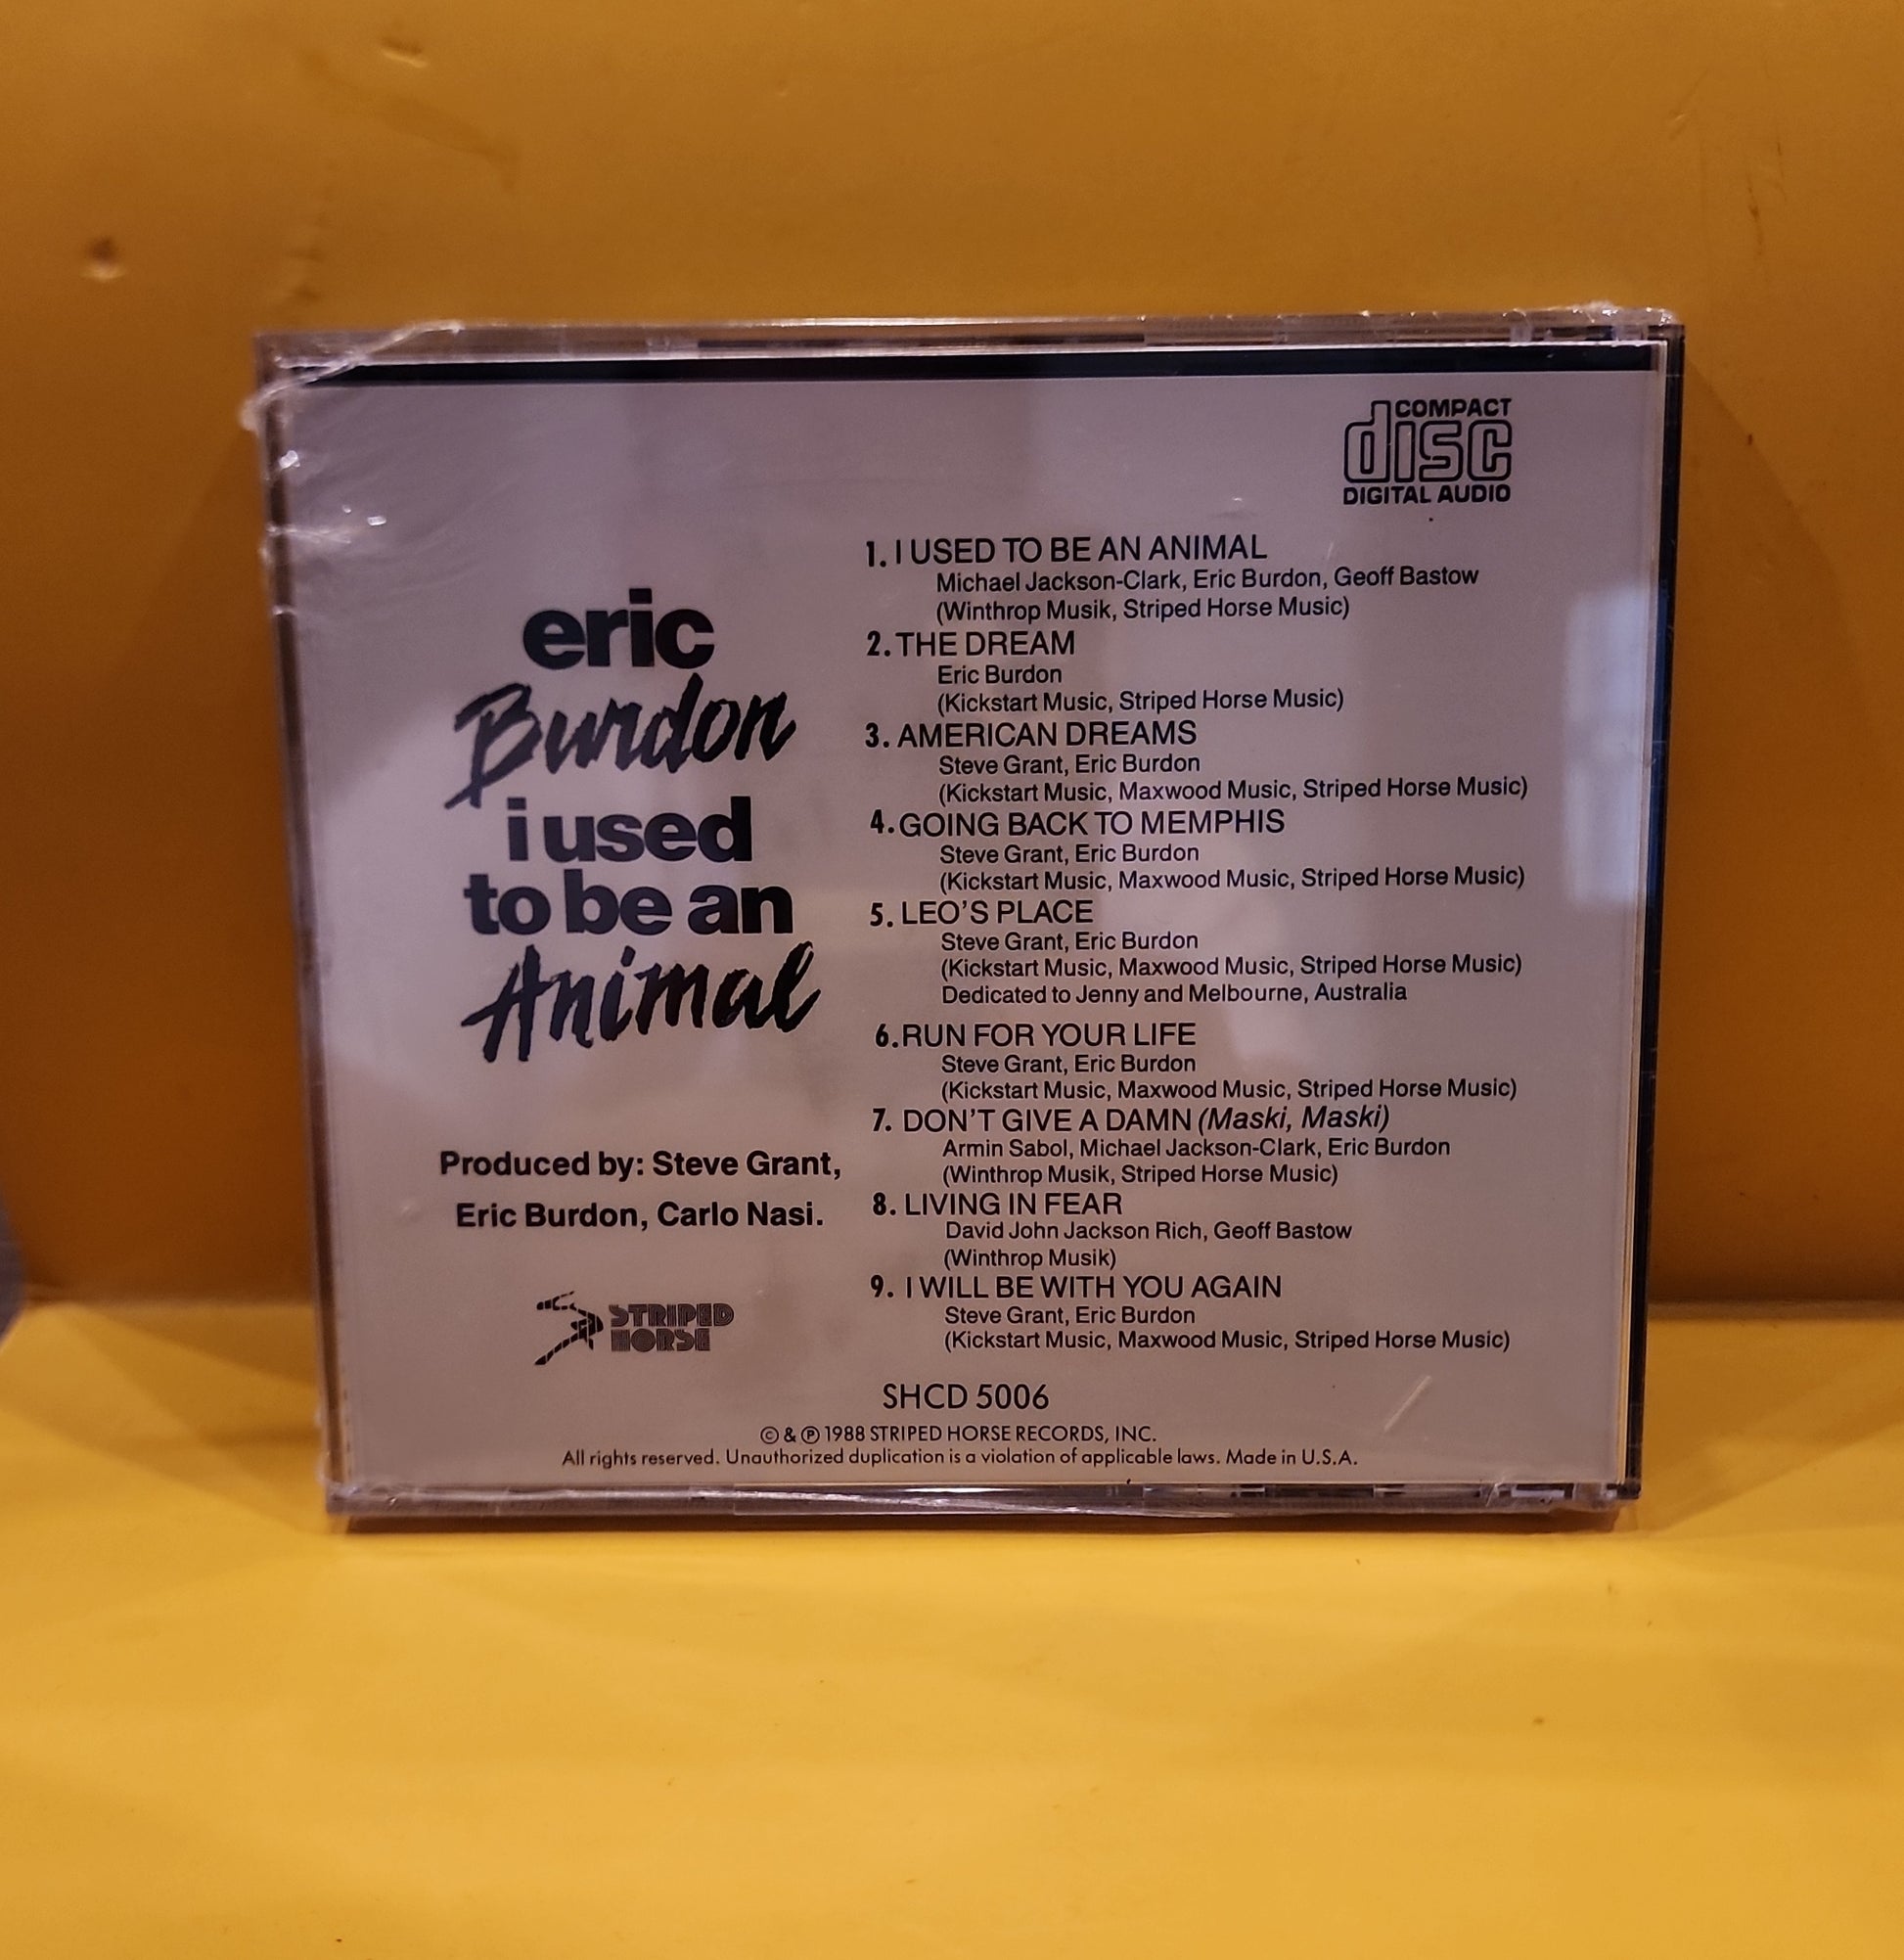 COMPACT
disc
DIGITAL AUDIO
eric
Burdon
i used
to be an
Animal
Produced by: Steve Grant,
Eric Burdon, Carlo Nasi.
STRIPED
HORSE
1. I USED TO BE AN ANIMAL
Michael Jackson-Clark, Eric Burdon, Geoff Bastow
(Winthrop Musik, Striped Horse Music)
2. THE DREAM
Eric Burdon
(Kickstart Music, Striped Horse Music)
3. AMERICAN DREAMS
Steve Grant, Eric Burdon
(Kickstart Music, Maxwood Music, Striped Horse Music)
4. GOING BACK TO MEMPHIS
Steve Grant, Eric Burdon
(Kickstart Music, Maxwood Music, Striped Horse Music)
5. LEO'S PLACE
Steve Grant, Eric Burdon
(Kickstart Music, Maxwood Music, Striped Horse Music)
Dedicated to Jenny and Melbourne, Australia
6. RUN FOR YOUR LIFE
Steve Grant, Eric Burdon
(Kickstart Music, Maxwood Music, Striped Horse Music)
7. DON'T GIVE A DAMN (Maski, Maski)
Armin Sabol, Michael Jackson-Clark, Eric Burdon
(Winthrop Musik, Striped Horse Music)
8. LIVING IN FEAR
David John Jackson Rich, Geoff Bastow
(Winthrop Musik)
9. I WILL BE WITH YOU AGAIN
Steve Grant, Eric Burdon
(Kickstart Music, Maxwood Music, Striped Horse Music)
SHCD 5006
© & ℗ 1988 STRIPED HORSE RECORDS, INC.
All rights reserved. Unauthorized duplication is a violation of applicable laws. Made in U.S.A.